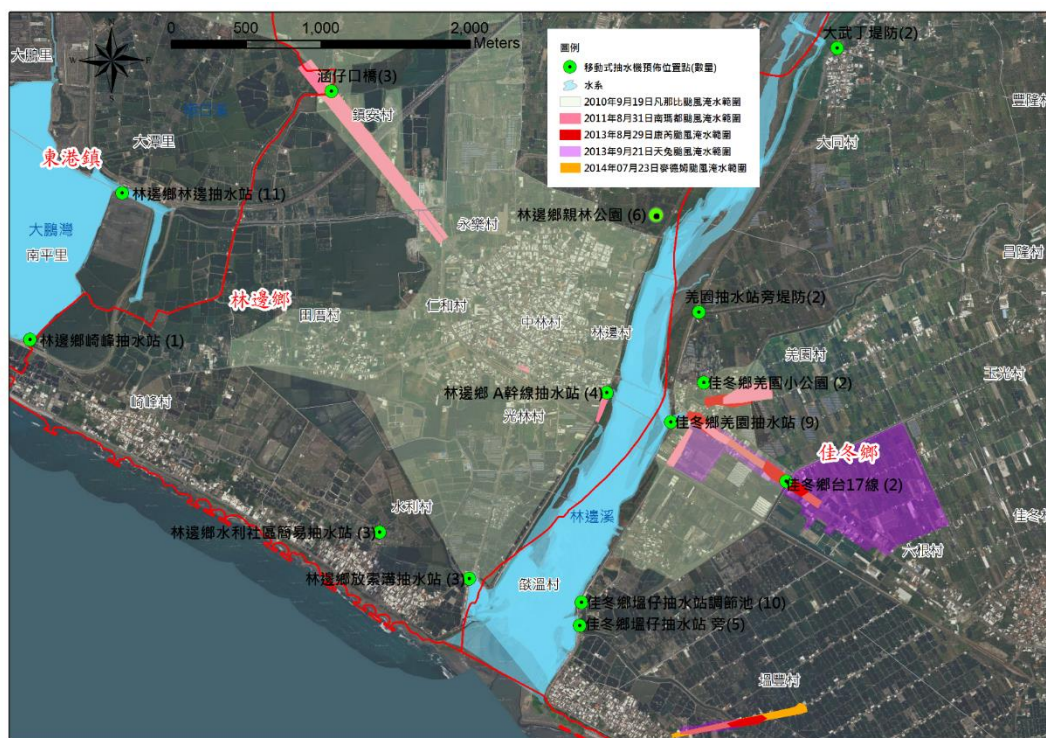 大鵬里
0
500
1,000
2,000
Meters
涵仔口橋(3)
鎮安村
大潭里
東港鎮
林邊鄉林邊抽水站 (11)
大鵬灣
南平里
林邊鄉
林邊鄉崎峰抽水站 (1)
崎峰村
田厝村
仁和村
永樂村
中林村
林邊村
光林村
水利村
林邊鄉親林公園 (6)
林邊鄉 A幹線抽水站 (4)
林邊鄉水利社區簡易抽水站 (3)
林邊鄉放索溝抽水站 (3)
圖例
移動式抽水機預佈位置點(數量)
水系
2010年9月19日凡那比颱風淹水範圍
2011年8月31日南瑪都颱風淹水範圍
2013年8月29日康芮颱風淹水範圍
2013年9月21日天兔颱風淹水範圍
2014年07月23日麥德姆颱風淹水範圍
大武丁堤防(2)
豐隆村
大同村
昌隆村
羌園抽水站旁堤防(2)
羌園村
玉光村
佳冬鄉羌園小公園 (2)
佳冬鄉羌園抽水站 (9)
佳冬鄉
佳冬鄉台17線 (2)
佳冬村
六根村
林邊溪
燄溫村
佳冬鄉塭仔抽水站調節池 (10)
佳冬鄉塭仔抽水站 旁(5)
塭豐村